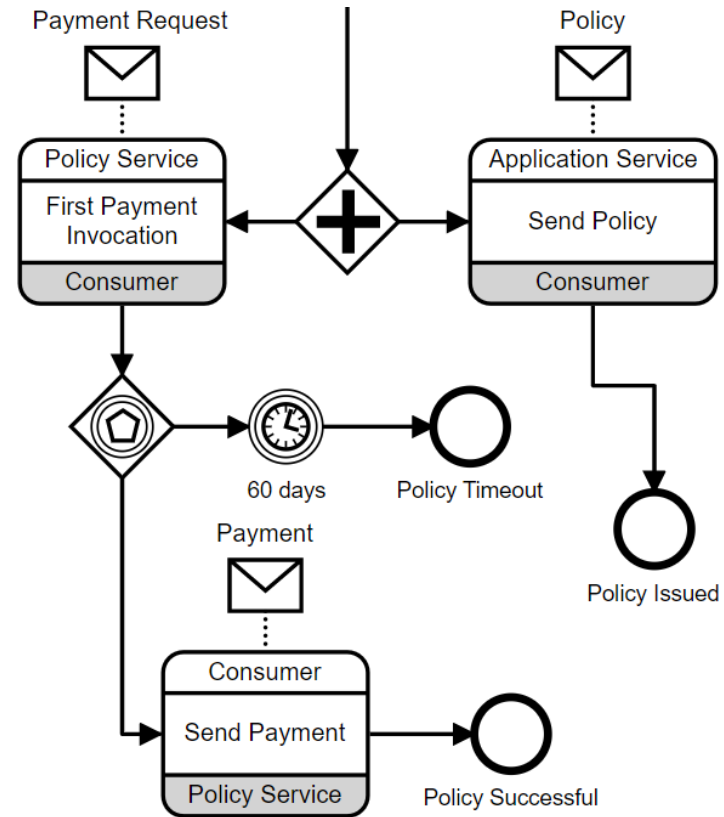 Payment Request
Policy
Policy Service
First Payment
Invocation
Consumer
Application Service
Send Policy
Consumer
60 days
Policy Timeout
Policy Issued
Payment
Consumer
Send Payment
Policy Service
Policy Successful